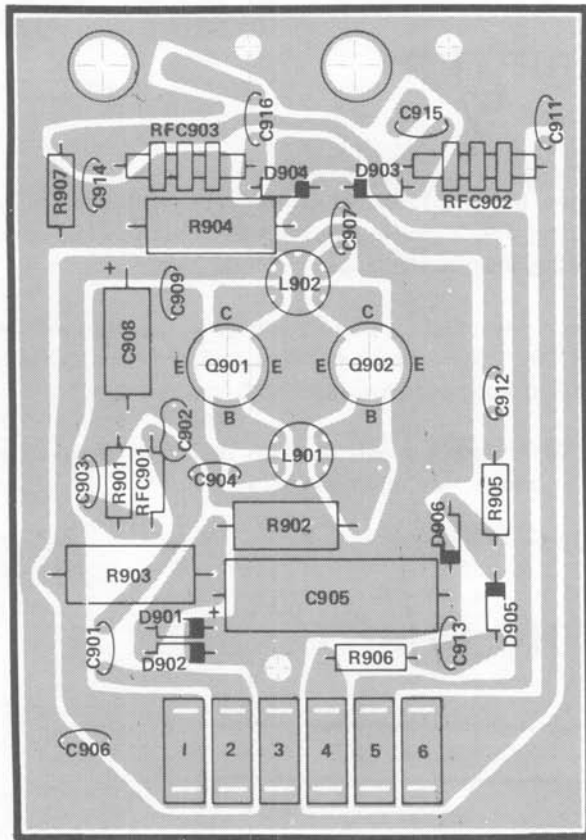 C916
C915
C911
RFC903
D904
D903
R907
C914
RFC902
R904
C907
+
C909
L902
C908
C
C
E
Q901
E
E
Q902
E
B
B
C912
C902
C903
R901
RFC901
L901
C904
R905
R902
D906
R903
C905
D901
+
D905
C901
D902
C913
R906
C906
1
2
3
4
5
6